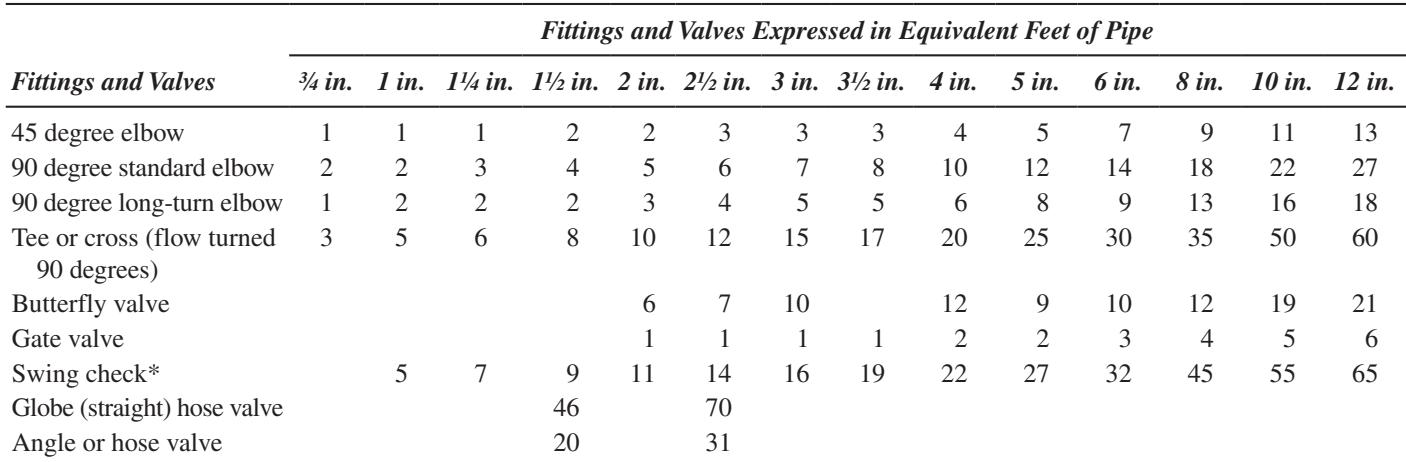 Fittings and Valves Expressed in Equivalent Feet of Pipe
Fittings and Valves ¾ in. 1 in. 1¼ in. 1½ in. 2 in. 2½ in. 3 in. 3½ in. 4 in. 5 in. 6 in. 8 in. 10 in. 12 in.
45 degree elbow 1 1 1 2 2 3 3 3 4 5 7 9 11 13
90 degree standard elbow 2 2 3 4 5 6 7 8 10 12 14 18 22 27
90 degree long-turn elbow 1 2 2 2 3 4 5 5 6 8 9 13 16 18
Tee or cross (flow turned 3 5 6 8 10 12 15 17 20 25 30 35 50 60
90 degrees)
Butterfly valve 6 7 10 12 9 10 12 19 21
Gate valve 1 1 1 1 2 2 3 4 5 6
Swing check* 5 7 9 11 14 16 19 22 27 32 45 55 65
Globe (straight) hose valve 46 70
Angle or hose valve 20 31